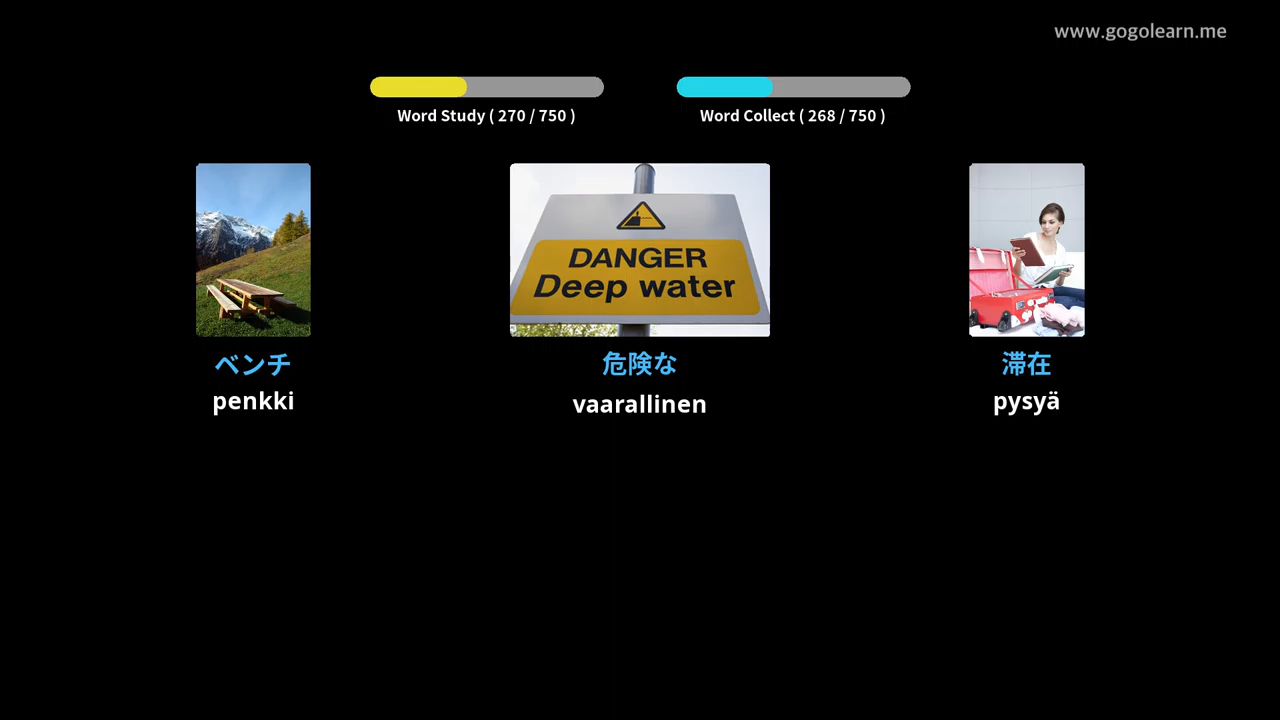 www.gogolearn.me
Word Study ( 270 / 750 )
Word Collect ( 268 / 750 )
DANGER
Deep water
ベンチ
危険な
滞在
penkki
vaarallinen
pysyä